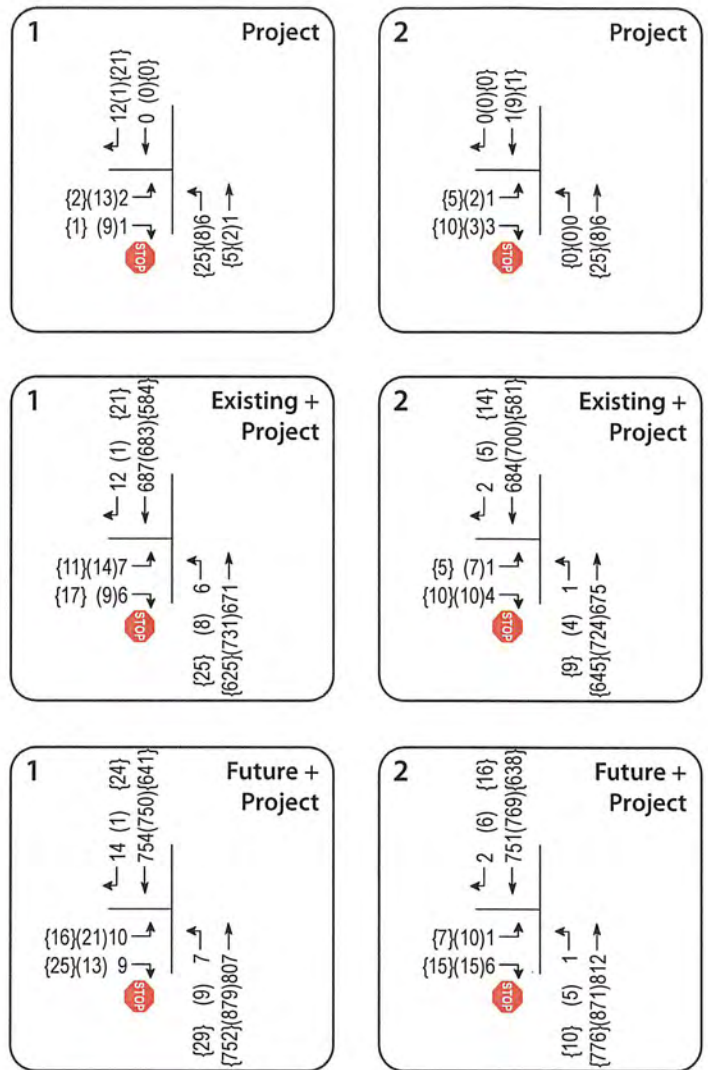 1 Project
12(1){21}
0 (0){0}
{2}(13)2
{1} (9)1
STOP
{25}(8)6
{5}(2)1
2 Project
0(0){0}
1(9){1}
{5}(2)1
{10}(3)3
STOP
{0}(0)0
{25}(8)6
1 Existing +
Project
12 (1) {21}
687(683){584}
{11}(14)7
{17} (9)6
STOP
{25} (8) 6
{625}(731)671
2 Existing +
Project
2 (5) {14}
684(700){581}
{5} (7)1
{10}(10)4
STOP
{9} (4) 1
{645}(724)675
1 Future +
Project
14 (1) {24}
754(750){641}
{16}(21)10
{25}(13) 9
STOP
{29} (9) 7
{752}(879)807
2 Future +
Project
2 (6) {16}
751(769){638}
{7}(10)1
{15}(15)6
STOP
{10} (5) 1
{776}(871)812